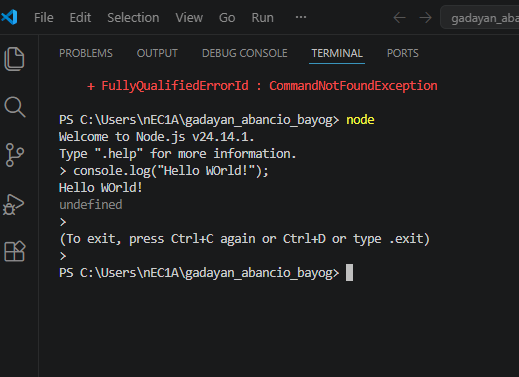 File Edit Selection View Go Run ... gadayan_aba
PROBLEMS OUTPUT DEBUG CONSOLE TERMINAL PORTS
+ FullyQualifiedErrorId : CommandNotFoundException
PS C:\Users\nEC1A\gadayan_abancio_bayog> node
Welcome to Node.js v24.14.1.
Type ".help" for more information.
> console.log("Hello WOrld!");
Hello WOrld!
undefined
>
(To exit, press Ctrl+C again or Ctrl+D or type .exit)
>
PS C:\Users\nEC1A\gadayan_abancio_bayog>